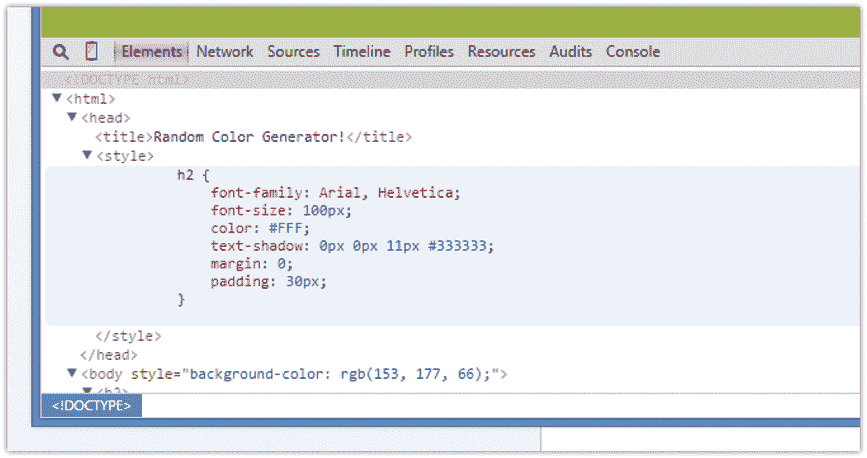 Elements Network Sources Timeline Profiles Resources Audits Console
<!DOCTYPE html>
<html>
<head>
<title>Random Color Generator!</title>
<style>
h2 {
font-family: Arial, Helvetica;
font-size: 100px;
color: #FFF;
text-shadow: 0px 0px 11px #333333;
margin: 0;
padding: 30px;
}
</style>
</head>
<body style="background-color: rgb(153, 177, 66);">
<h2>
<!DOCTYPE>